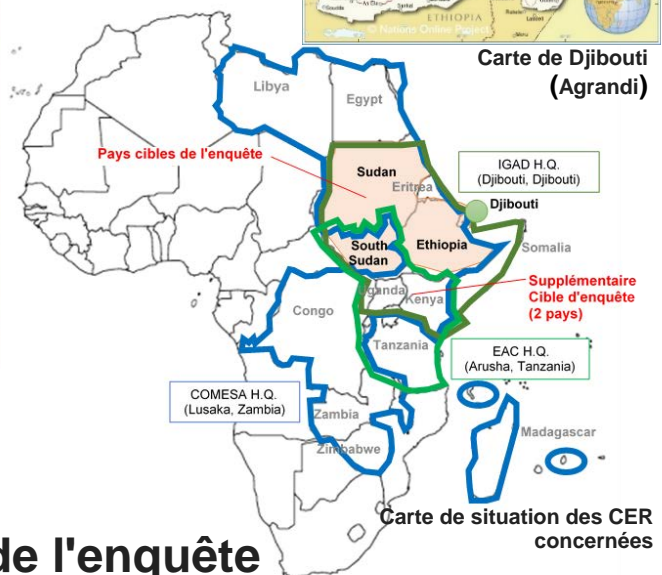 ETHIOPIA
© Nations Online Project
Carte de Djibouti
(Agrandi)
Libya
Egypt
Pays cibles de l'enquête
Sudan
IGAD H.Q.
(Djibouti, Djibouti)
Eritrea
Djibouti
South
Sudan
Ethiopia
Somalia
Uganda
Kenya
Supplémentaire
Cible d'enquête
(2 pays)
Congo
Tanzania
EAC H.Q.
(Arusha, Tanzania)
COMESA H.Q.
(Lusaka, Zambia)
Zambia
Zimbabwe
Madagascar
Carte de situation des CER
concernées
de l'enquête